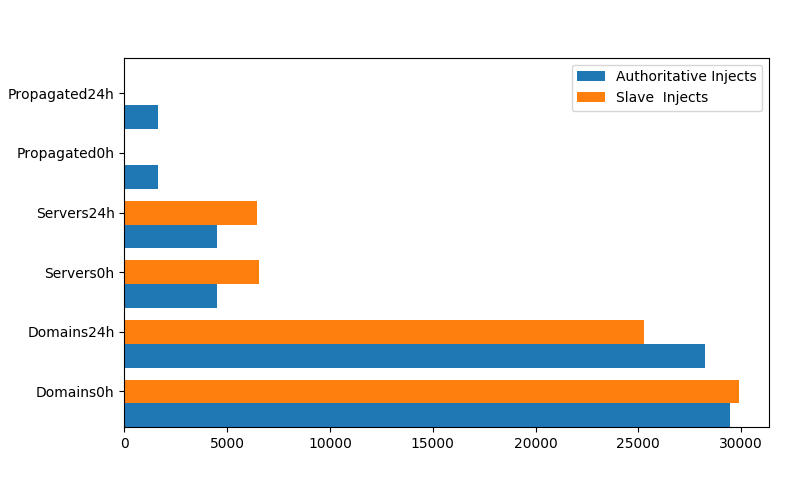 Authoritative Injects
Slave  Injects
Propagated24h
Propagated0h
Servers24h
Servers0h
Domains24h
Domains0h
0 5000 10000 15000 20000 25000 30000